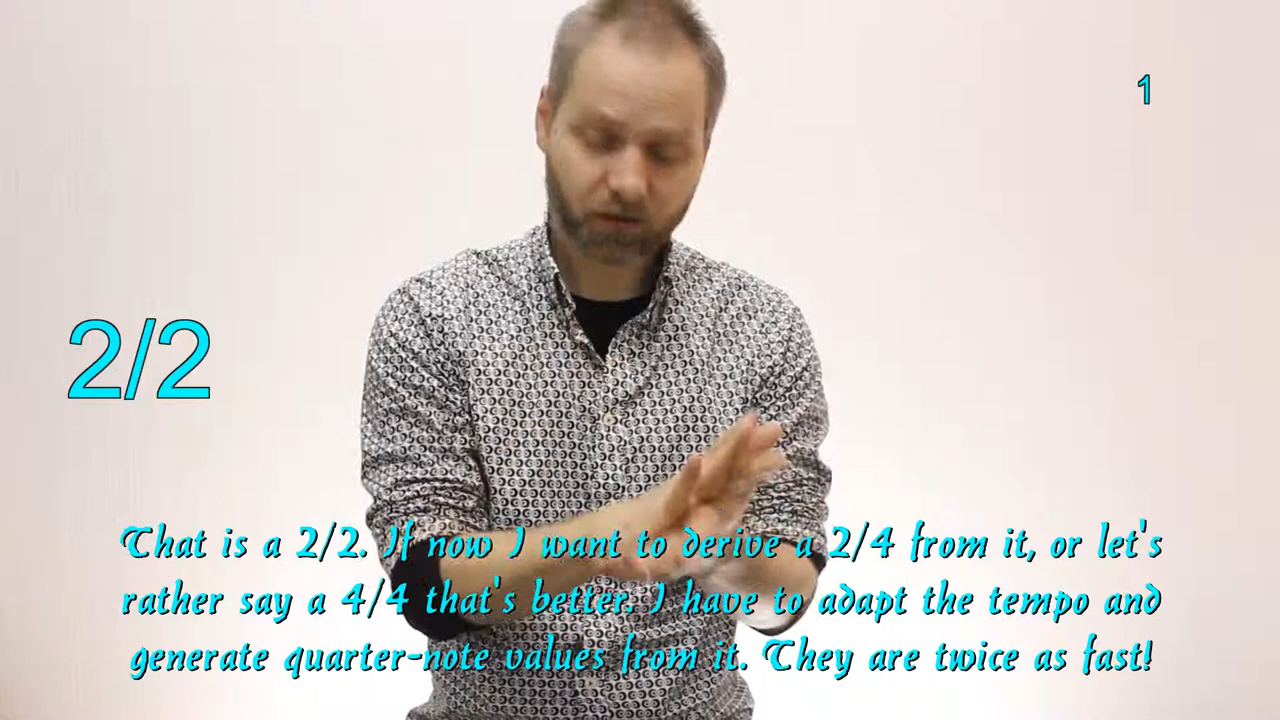 1
2/2
That is a 2/2. If now I want to derive a 2/4 from it, or let's
rather say a 4/4 that's better. I have to adapt the tempo and
generate quarter-note values from it. They are twice as fast!